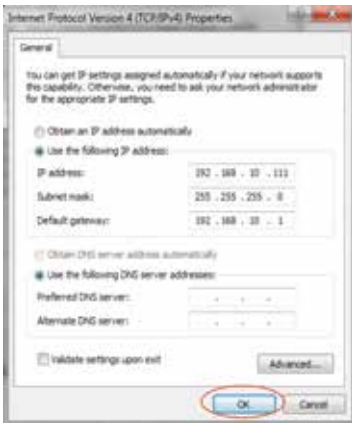 Internet Protocol Version 4 (TCP/IPv4) Properties
General
You can get IP settings assigned automatically if your network supports
this capability. Otherwise, you need to ask your network administrator
for the appropriate IP settings.
Obtain an IP address automatically
Use the following IP address:
IP address: 192 . 168 . 10 . 111
Subnet mask: 255 . 255 . 255 . 0
Default gateway: 192 . 168 . 10 . 1
Obtain DNS server address automatically
Use the following DNS server addresses:
Preferred DNS server: . . .
Alternate DNS server: . . .
Validate settings upon exit
Advanced...
OK Cancel